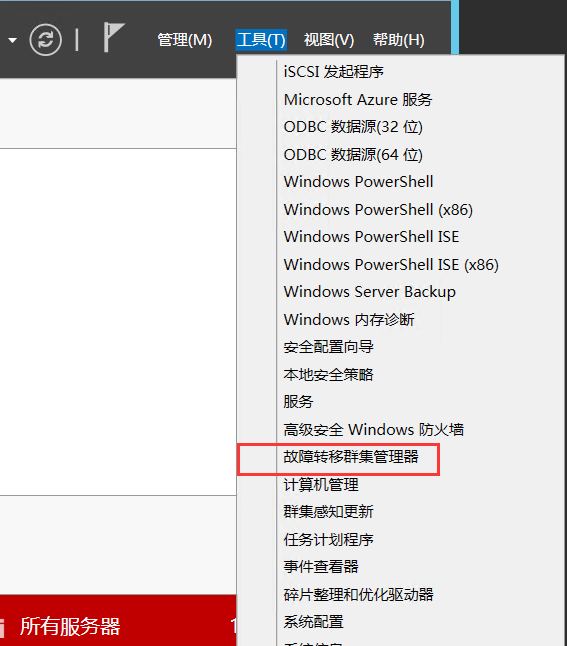 管理(M) 工具(T) 视图(V) 帮助(H)
iSCSI 发起程序
Microsoft Azure 服务
ODBC 数据源(32 位)
ODBC 数据源(64 位)
Windows PowerShell
Windows PowerShell (x86)
Windows PowerShell ISE
Windows PowerShell ISE (x86)
Windows Server Backup
Windows 内存诊断
安全配置向导
本地安全策略
服务
高级安全 Windows 防火墙
故障转移群集管理器
计算机管理
群集感知更新
任务计划程序
事件查看器
碎片整理和优化驱动器
系统配置
所有服务器